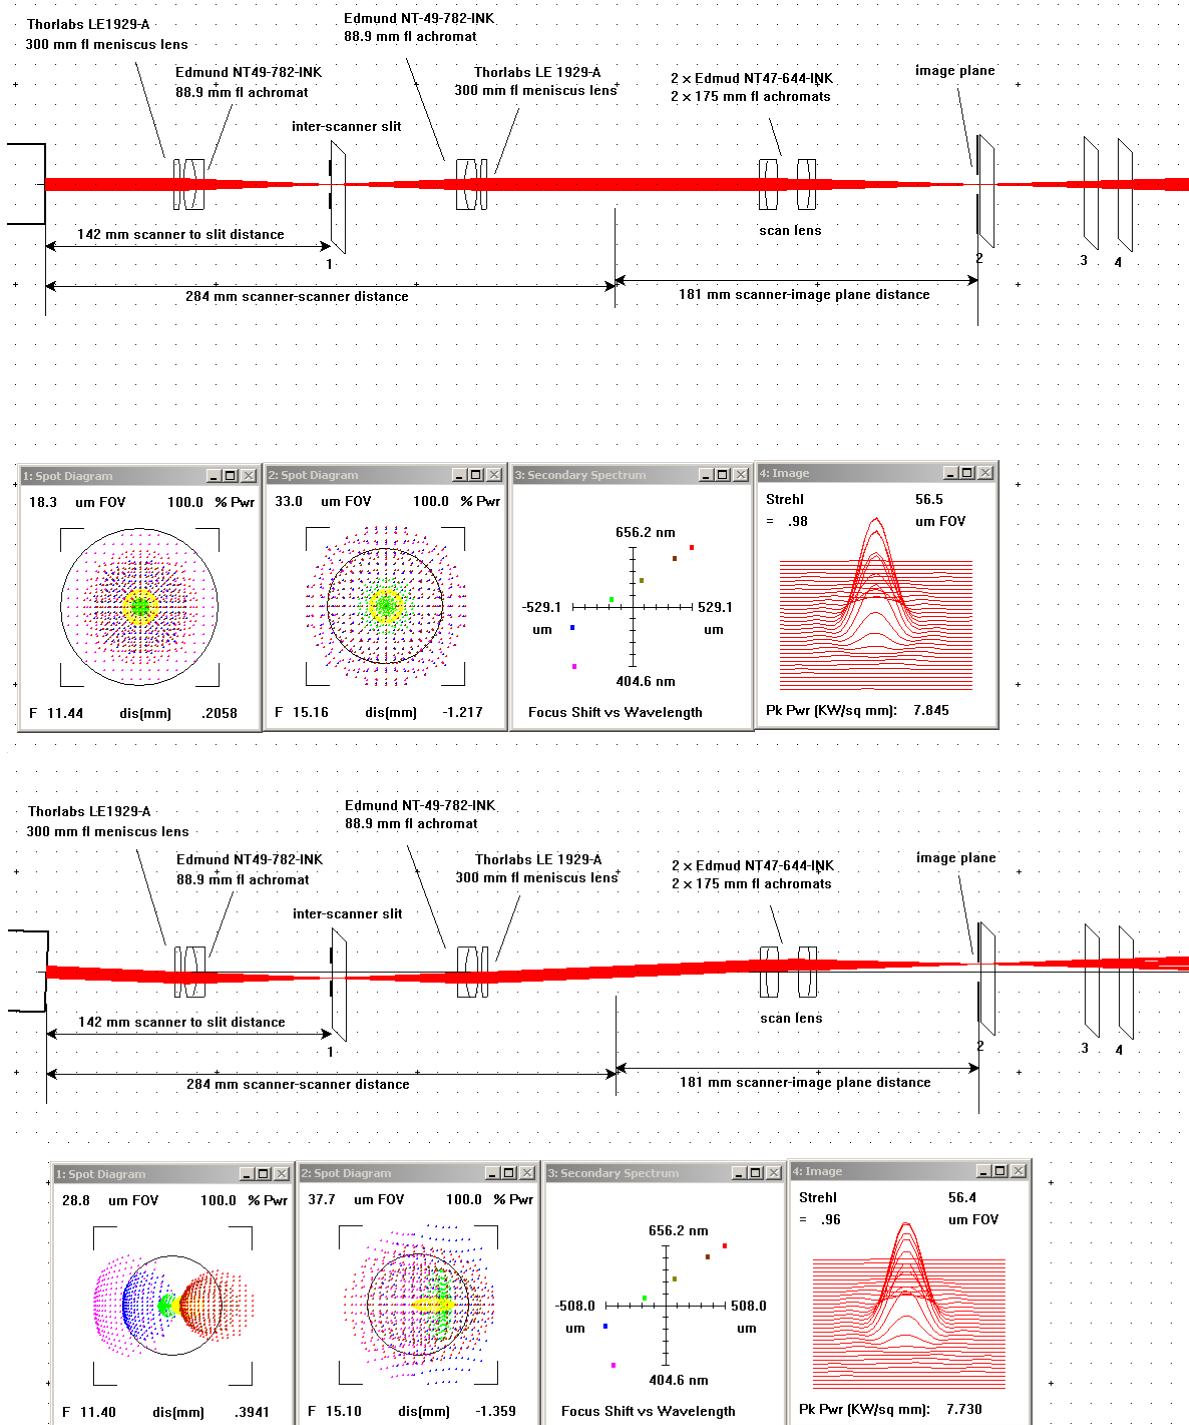 Thorlabs LE1929-A
300 mm fl meniscus lens
Edmund NT49-782-INK
88.9 mm fl achromat
Edmund NT-49-782-INK
88.9 mm fl achromat
Thorlabs LE 1929-A
300 mm fl meniscus lens
2 × Edmud NT47-644-INK
2 × 175 mm fl achromats
image plane
inter-scanner slit
scan lens
142 mm scanner to slit distance
1
2
3
4
284 mm scanner-scanner distance
181 mm scanner-image plane distance
1: Spot Diagram
18.3 um FOV 100.0 % Pwr
F 11.44 dis(mm) .2058
2: Spot Diagram
33.0 um FOV 100.0 % Pwr
F 15.16 dis(mm) -1.217
3: Secondary Spectrum
656.2 nm
-529.1 529.1
um um
404.6 nm
Focus Shift vs Wavelength
4: Image
Strehl 56.5
= .98 um FOV
Pk Pwr (KW/sq mm): 7.845
Thorlabs LE1929-A
300 mm fl meniscus lens
Edmund NT49-782-INK
88.9 mm fl achromat
Edmund NT-49-782-INK
88.9 mm fl achromat
Thorlabs LE 1929-A
300 mm fl meniscus lens
2 × Edmud NT47-644-INK
2 × 175 mm fl achromats
image plane
inter-scanner slit
scan lens
142 mm scanner to slit distance
1
2
3
4
284 mm scanner-scanner distance
181 mm scanner-image plane distance
1: Spot Diagram
28.8 um FOV 100.0 % Pwr
F 11.40 dis(mm) .3941
2: Spot Diagram
37.7 um FOV 100.0 % Pwr
F 15.10 dis(mm) -1.359
3: Secondary Spectrum
656.2 nm
-508.0 508.0
um um
404.6 nm
Focus Shift vs Wavelength
4: Image
Strehl 56.4
= .96 um FOV
Pk Pwr (KW/sq mm): 7.730